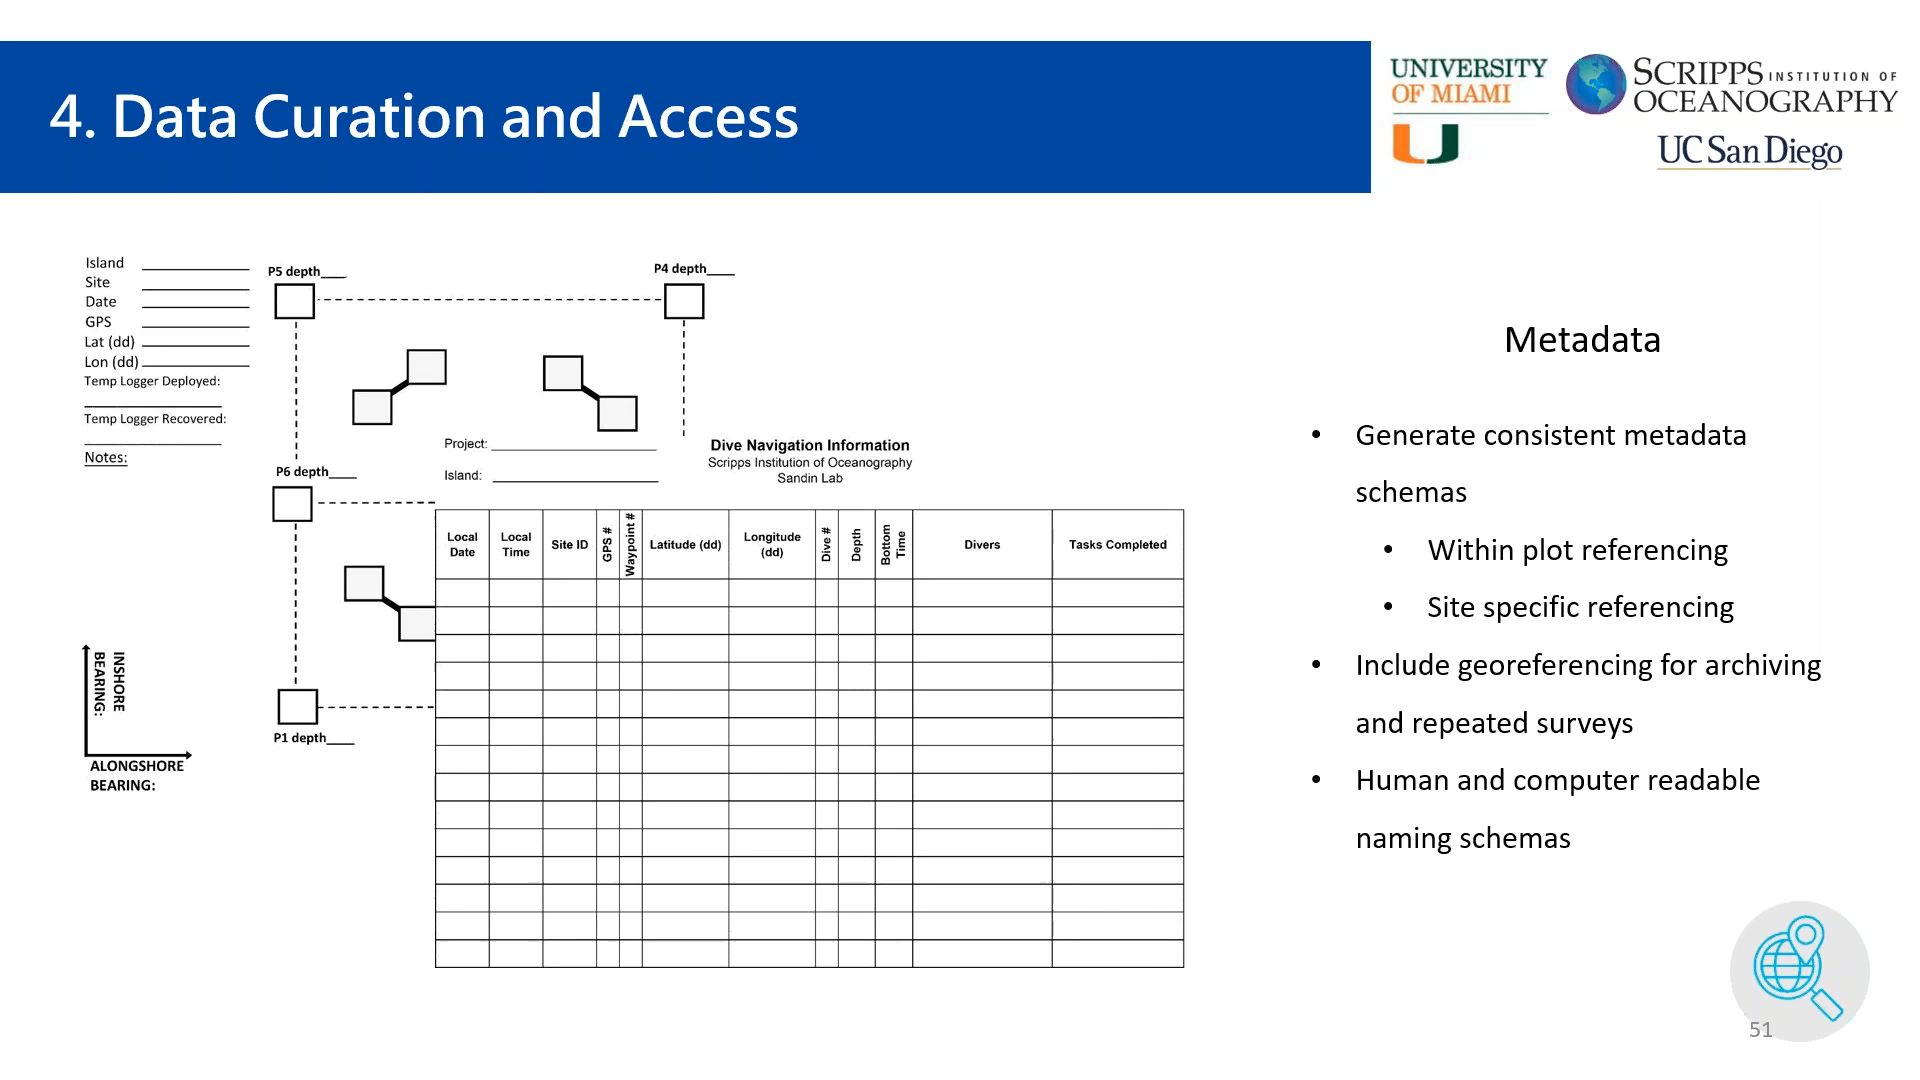 4. Data Curation and Access
UNIVERSITY
OF MIAMI
SCRIPPS INSTITUTION OF
OCEANOGRAPHY
UC San Diego
Island
Site
Date
GPS
Lat (dd)
Lon (dd)
Temp Logger Deployed:
Temp Logger Recovered:
Notes:
P5 depth____
P4 depth____
P6 depth____
P1 depth____
INSHORE
BEARING:
ALONGSHORE
BEARING:
Project:
Island:
Dive Navigation Information
Scripps Institution of Oceanography
Sandin Lab
Local
Date
Local
Time
Site ID
GPS #
Waypoint #
Latitude (dd)
Longitude
(dd)
Dive #
Depth
Bottom
Time
Divers
Tasks Completed
Metadata
• Generate consistent metadata
schemas
• Within plot referencing
• Site specific referencing
• Include georeferencing for archiving
and repeated surveys
• Human and computer readable
naming schemas
51